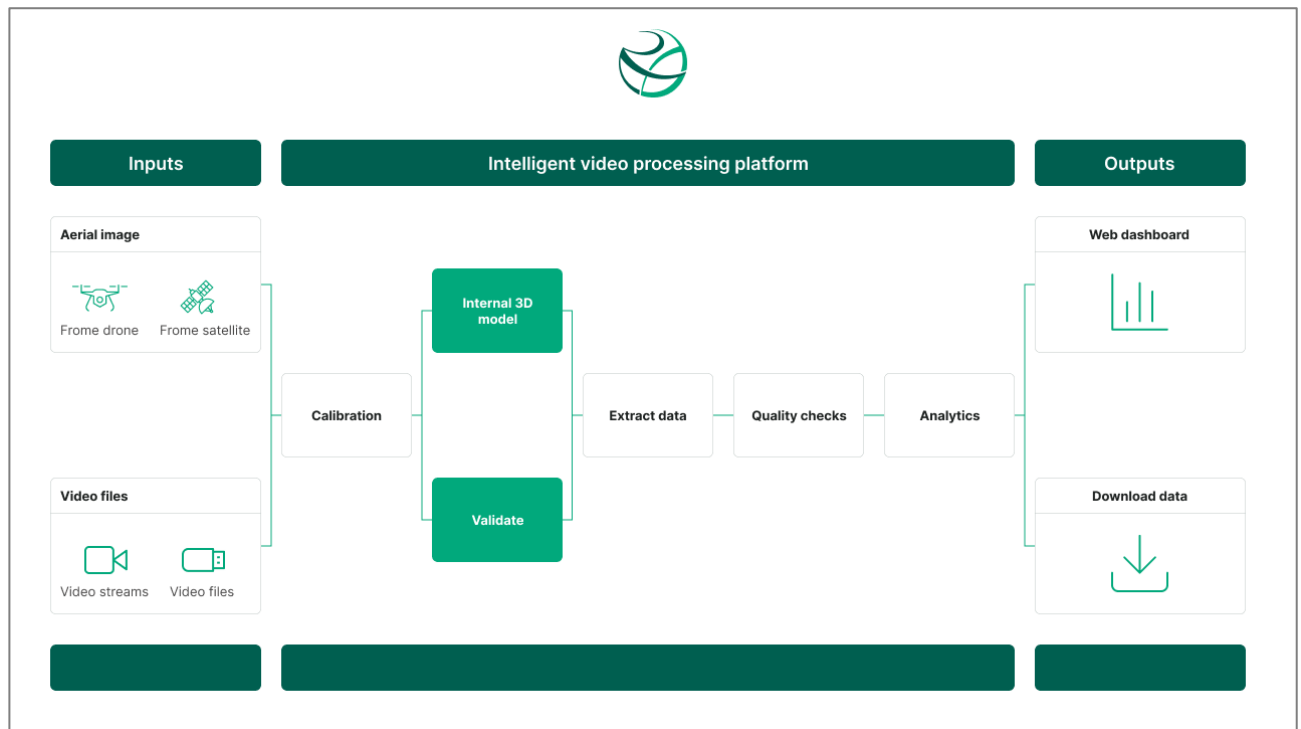 Inputs
Intelligent video processing platform
Outputs
Aerial image
Frome drone
Frome satellite
Video files
Video streams
Video files
Calibration
Internal 3D
model
Validate
Extract data
Quality checks
Analytics
Web dashboard
Download data